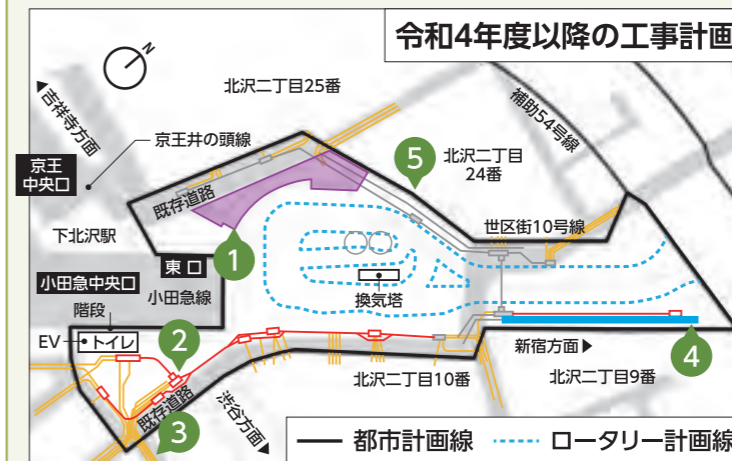 令和4年度以降の工事計画
N
北沢二丁目25番
補助54号線
吉祥寺方面
京王井の頭線
京王
中央口
既存道路
5
北沢二丁目
24番
世区街10号線
下北沢駅
1
東口
小田急中央口
小田急線
階段
換気塔
EV
トイレ
2
新宿方面
4
北沢二丁目10番
北沢二丁目9番
既存道路
3
渋谷方面
都市計画線
ロータリー計画線